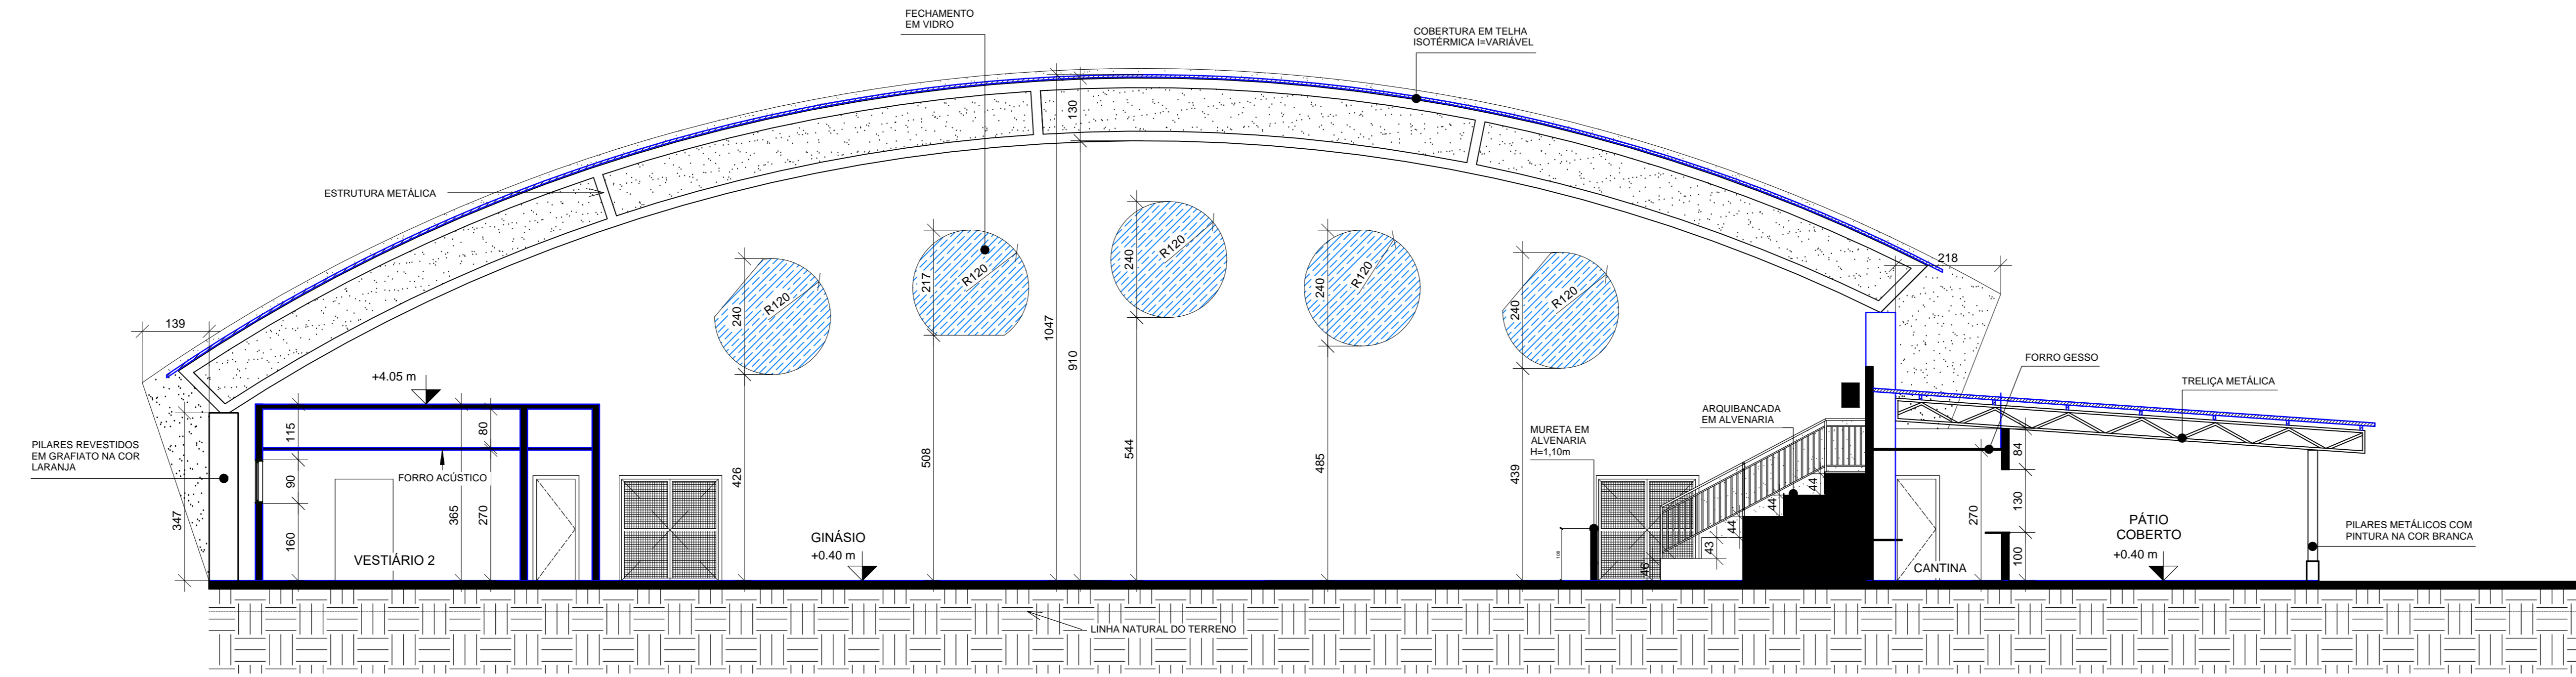 FECHAMENTO
EM VIDRO
COBERTURA EM TELHA
ISOTÉRMICA I=VARIÁVEL
130
ESTRUTURA METÁLICA
R120
240
R120
217
R120
240
R120
240
R120
240
1047
910
218
139
+4.05 m
FORRO GESSO
TRELIÇA METÁLICA
ARQUIBANCADA
EM ALVENARIA
MURETA EM
ALVENARIA
H=1,10m
PILARES REVESTIDOS
EM GRAFIATO NA COR
LARANJA
115
80
FORRO ACÚSTICO
90
365
270
160
347
VESTIÁRIO 2
426
508
544
485
439
GINÁSIO
+0.40 m
44
44
44
43
46
84
130
270
100
CANTINA
PÁTIO
COBERTO
+0.40 m
PILARES METÁLICOS COM
PINTURA NA COR BRANCA
LINHA NATURAL DO TERRENO